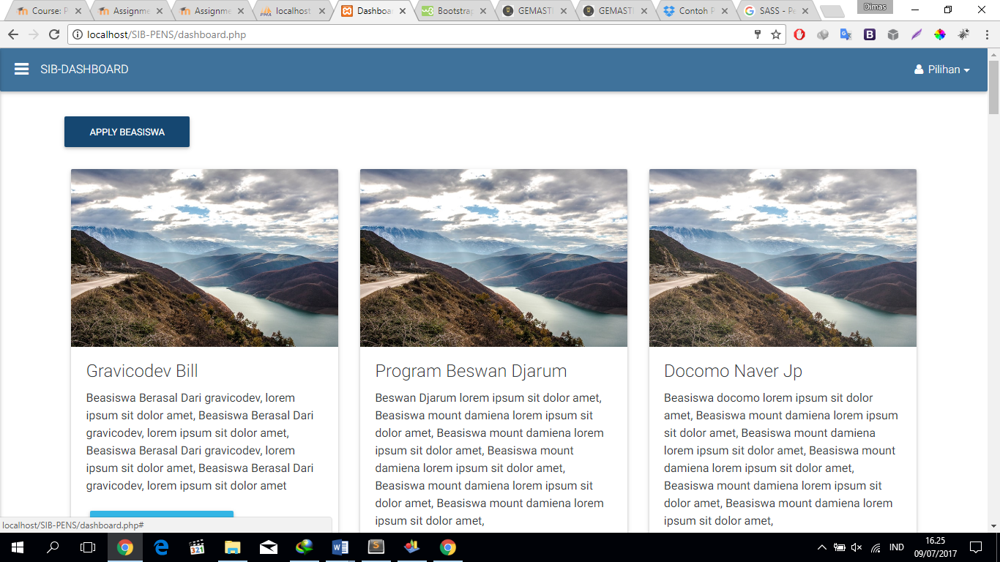 Course: P
Assignme
Assignme
localhost
Dashboa
Bootstrap
GEMASTI
GEMASTI
Contoh P
SASS - Pe
Dimas
localhost/SIB-PENS/dashboard.php
SIB-DASHBOARD
Pilihan
APPLY BEASISWA
Gravicodev Bill
Beasiswa Berasal Dari gravicodev, lorem
ipsum sit dolor amet, Beasiswa Berasal Dari
gravicodev, lorem ipsum sit dolor amet,
Beasiswa Berasal Dari gravicodev, lorem
ipsum sit dolor amet, Beasiswa Berasal Dari
gravicodev, lorem ipsum sit dolor amet
Program Beswan Djarum
Beswan Djarum lorem ipsum sit dolor amet,
Beasiswa mount damiena lorem ipsum sit
dolor amet, Beasiswa mount damiena lorem
ipsum sit dolor amet, Beasiswa mount
damiena lorem ipsum sit dolor amet,
Beasiswa mount damiena lorem ipsum sit
dolor amet, Beasiswa mount damiena lorem
ipsum sit dolor amet,
Docomo Naver Jp
Beasiswa docomo lorem ipsum sit dolor
amet, Beasiswa mount damiena lorem ipsum
sit dolor amet, Beasiswa mount damiena
lorem ipsum sit dolor amet, Beasiswa mount
damiena lorem ipsum sit dolor amet,
Beasiswa mount damiena lorem ipsum sit
dolor amet, Beasiswa mount damiena lorem
ipsum sit dolor amet,
localhost/SIB-PENS/dashboard.php#
IND
16.25
09/07/2017